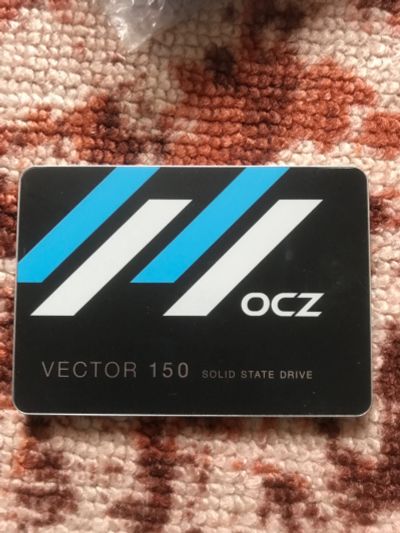 OCZ
VECTOR 150 SOLID STATE DRIVE